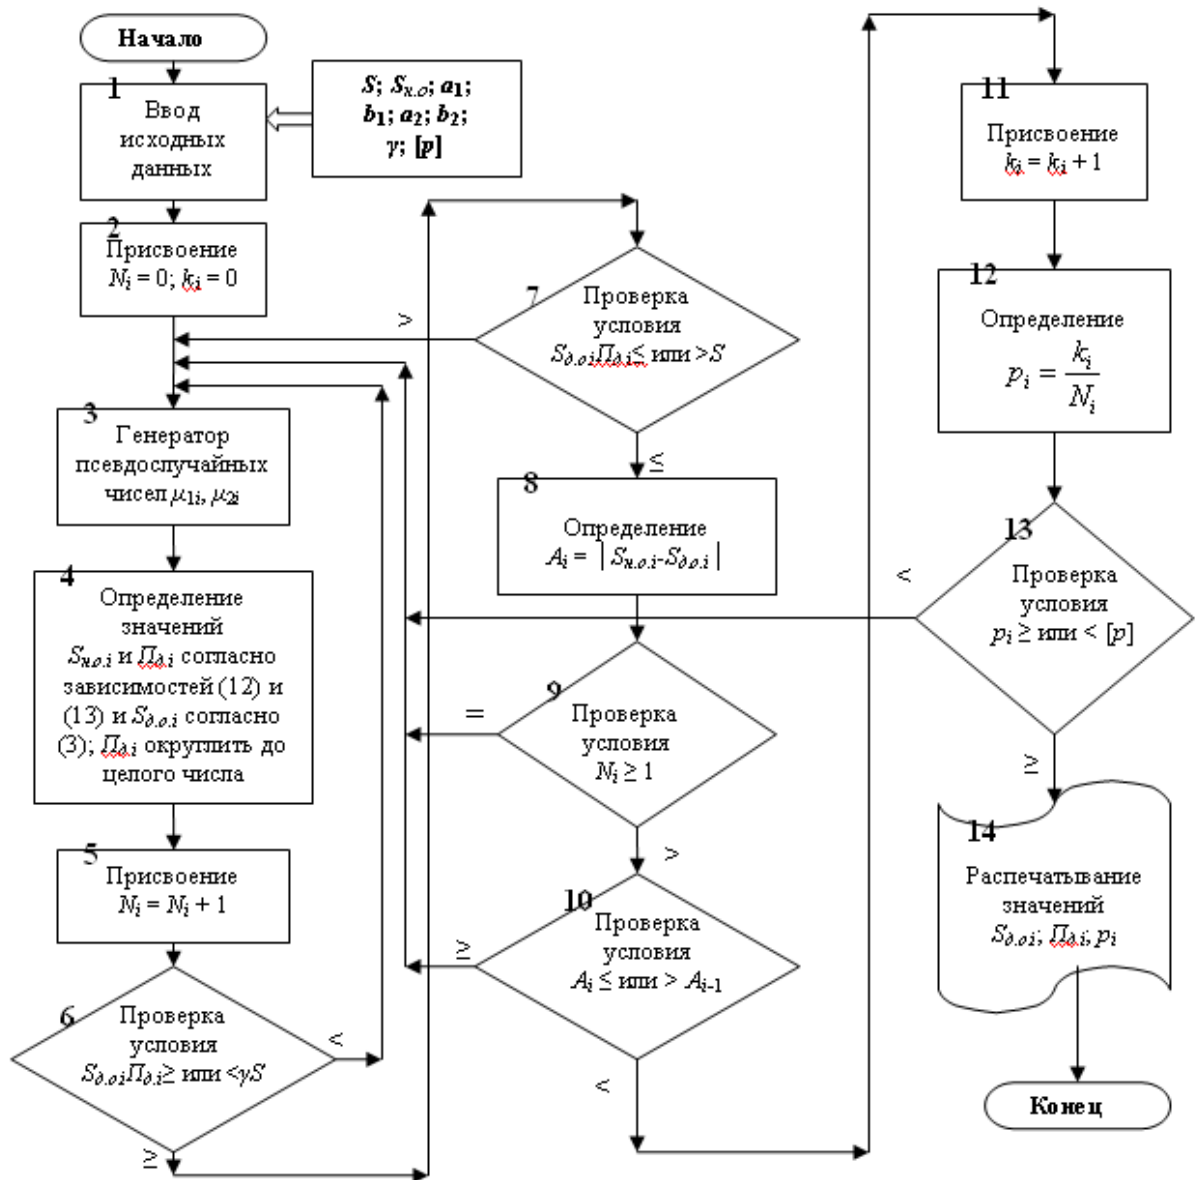 Начало
1
Ввод
исходных
данных
S; Sн.о; a1;
b1; a2; b2;
γ; [p]
2
Присвоение
Ni = 0; ki = 0
3
Генератор
псевдослучайных
чисел μ1i, μ2i
4
Определение
значений
Sн.о.i и Пд.i согласно
зависимостей (12) и
(13) и Sд.о.i согласно
(3); Пд.i округлить до
целого числа
5
Присвоение
Ni = Ni + 1
6
Проверка
условия
Sд.о.iПд.i≥ или <γS
<
≥
7
Проверка
условия
Sд.о.iПд.i≤ или >S
>
≤
8
Определение
Ai = | Sн.о.i-Sд.о.i |
9
Проверка
условия
Ni ≥ 1
=
>
10
Проверка
условия
Ai ≤ или > Ai-1
≥
<
11
Присвоение
ki = ki + 1
12
Определение
pi = ki / Ni
13
Проверка
условия
pi ≥ или < [p]
<
≥
14
Распечатывание
значений
Sд.о.i; Пд.i; pi
Конец